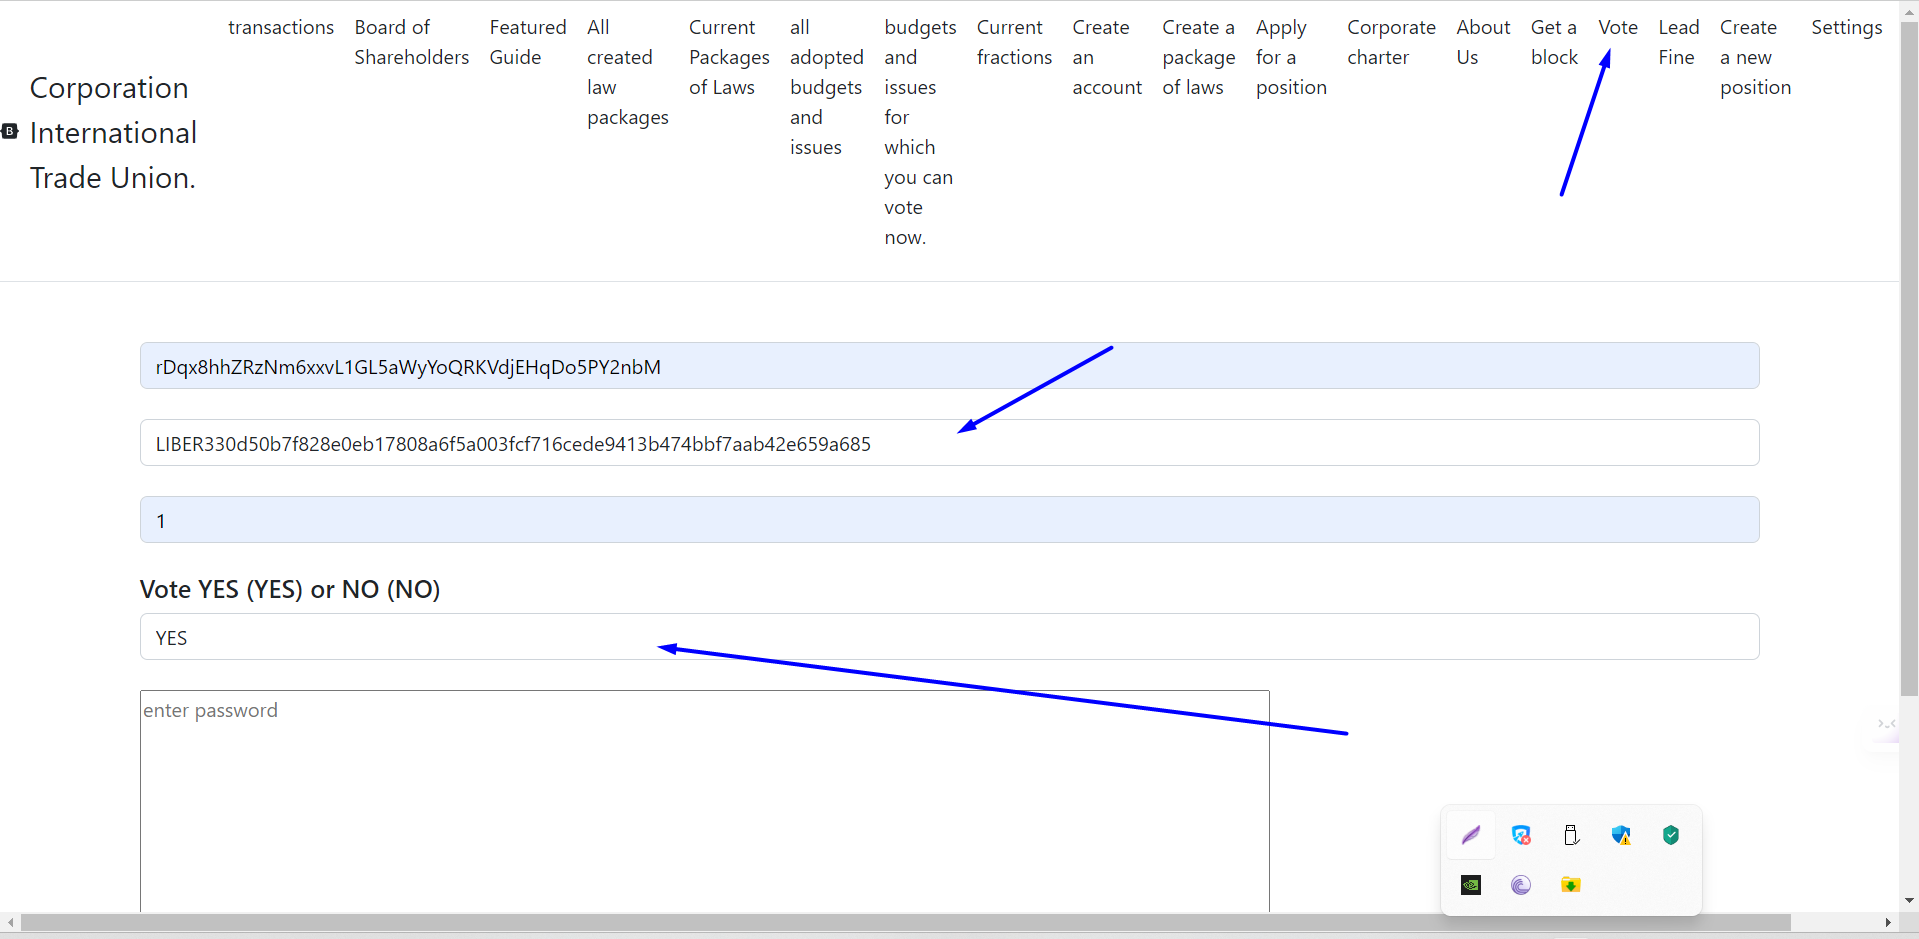 Corporation
International
Trade Union.
transactions
Board of
Shareholders
Featured
Guide
All
created
law
packages
Current
Packages
of Laws
all
adopted
budgets
and
issues
budgets
and
issues
for
which
you can
vote
now.
Current
fractions
Create
an
account
Create a
package
of laws
Apply
for a
position
Corporate
charter
About
Us
Get a
block
Vote
Lead
Fine
Create
a new
position
Settings
rDqx8hhZRzNm6xxvL1GL5aWyYoQRKVdjEHqDo5PY2nbM
LIBER330d50b7f828e0eb17808a6f5a003fcf716cede9413b474bbf7aab42e659a685
1
Vote YES (YES) or NO (NO)
YES
enter password